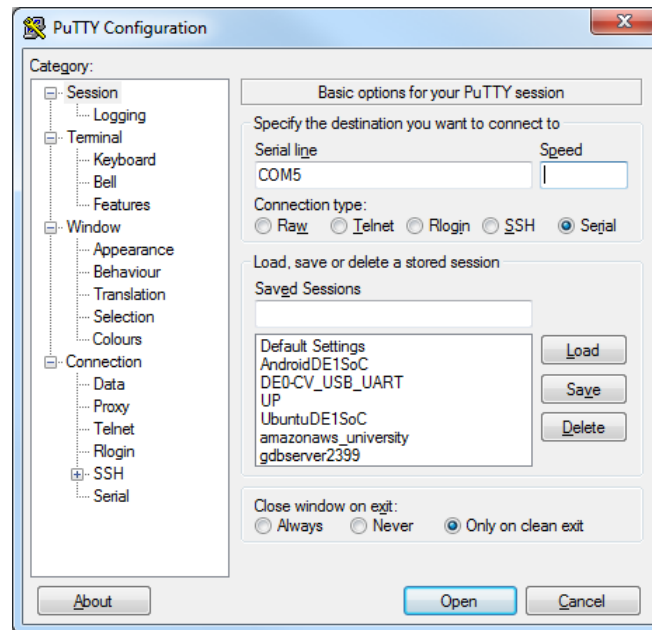 PuTTY Configuration
Category:
Session
Logging
Terminal
Keyboard
Bell
Features
Window
Appearance
Behaviour
Translation
Selection
Colours
Connection
Data
Proxy
Telnet
Rlogin
SSH
Serial
About
Basic options for your PuTTY session
Specify the destination you want to connect to
Serial line Speed
COM5
Connection type:
Raw Telnet Rlogin SSH Serial
Load, save or delete a stored session
Saved Sessions
Default Settings
AndroidDE1SoC
DE0-CV_USB_UART
UP
UbuntuDE1SoC
amazonaws_university
gdbserver2399
Load
Save
Delete
Close window on exit:
Always Never Only on clean exit
Open Cancel